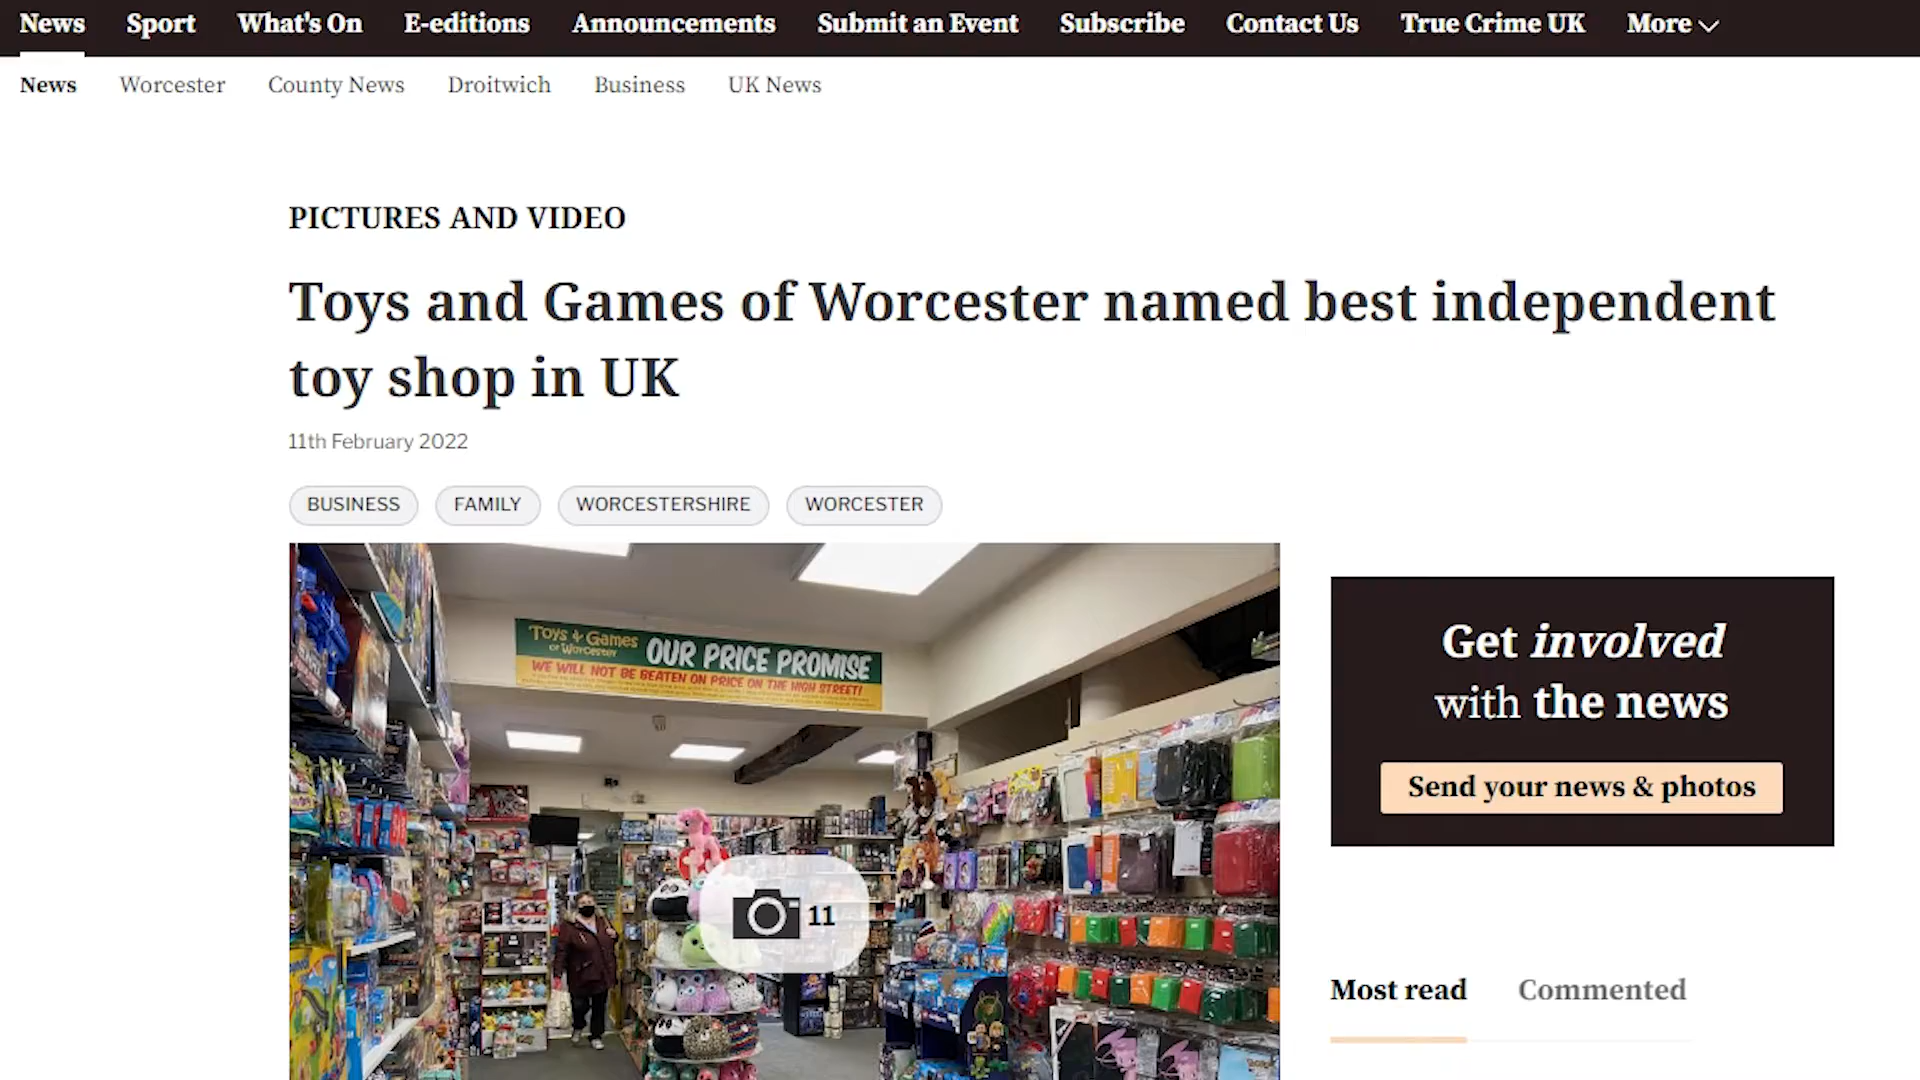 News Sport What's On E-editions Announcements Submit an Event Subscribe Contact Us True Crime UK More
News Worcester County News Droitwich Business UK News
PICTURES AND VIDEO
Toys and Games of Worcester named best independent
toy shop in UK
11th February 2022
BUSINESS FAMILY WORCESTERSHIRE WORCESTER
Toys & Games
of Worcester
OUR PRICE PROMISE
WE WILL NOT BE BEATEN ON PRICE ON THE HIGH STREET!
11
Get involved
with the news
Send your news & photos
Most read Commented